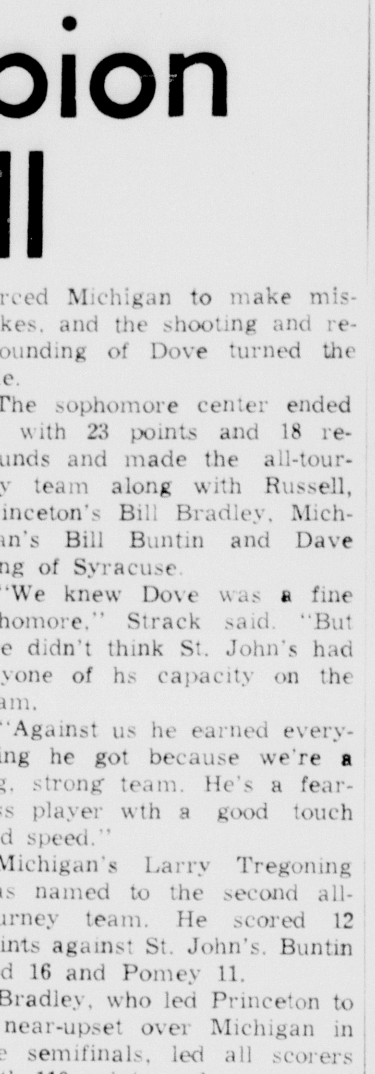 pion
ll
rced Michigan to make mis-
kes, and the shooting and re-
ounding of Dove turned the
e.
The sophomore center ended
with 23 points and 18 re-
unds and made the all-tour-
y team along with Russell,
inceton's Bill Bradley, Mich-
an's Bill Buntin and Dave
ng of Syracuse.
"We knew Dove was a fine
homore," Strack said. "But
e didn't think St. John's had
yone of hs capacity on the
am.
"Against us he earned every-
ing he got because we're a
g, strong team. He's a fear-
ss player wth a good touch
d speed."
Michigan's Larry Tregoning
as named to the second all-
urney team. He scored 12
ints against St. John's. Buntin
d 16 and Pomey 11.
Bradley, who led Princeton to
near-upset over Michigan in
e semifinals, led all scorers